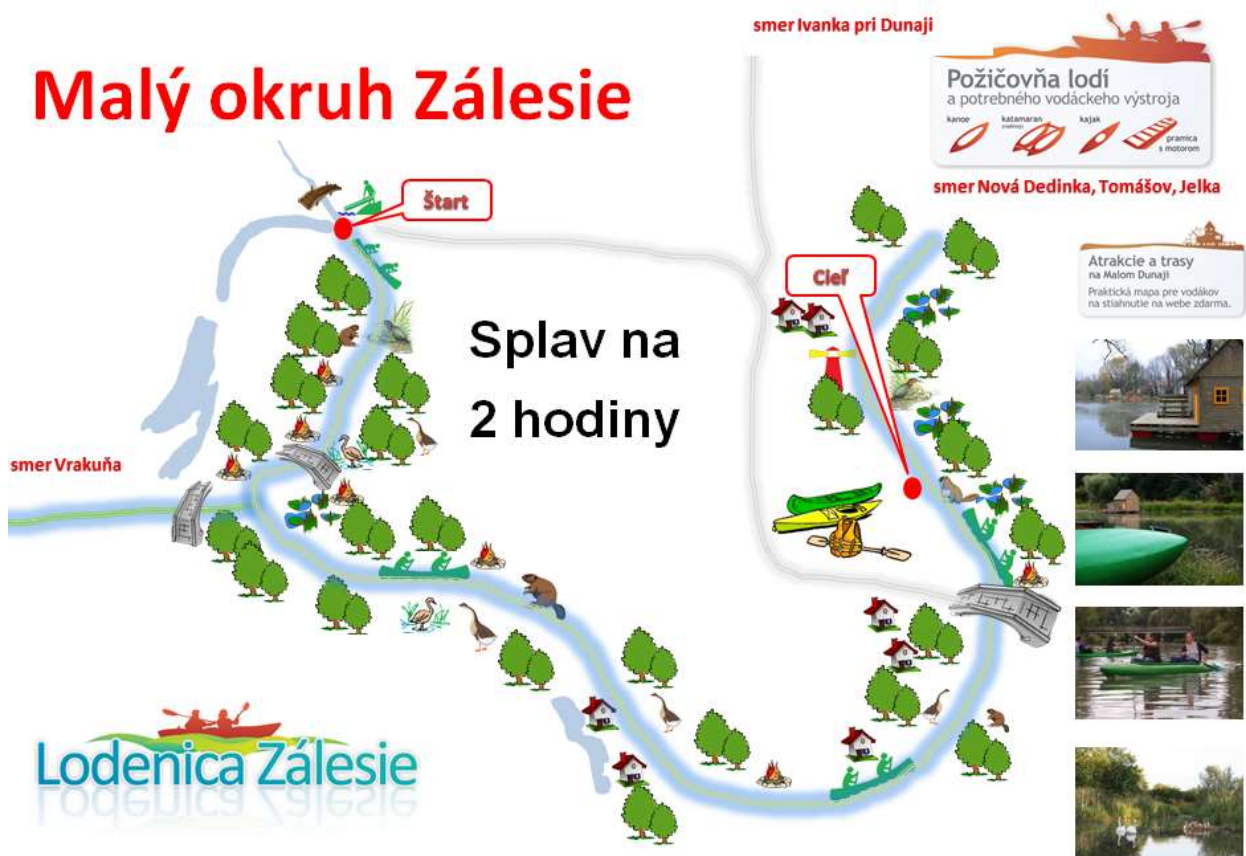 smer Ivanka pri Dunaji
Malý okruh Zálesie
Požičovňa lodí
a potrebného vodáckeho výstroja
kanoe
katamaran
kajak
pramica
s motorom
smer Nová Dedinka, Tomášov, Jelka
Štart
Atrakcie a trasy
na Malom Dunaji
Praktická mapa pre vodákov
na stiahnutie na webe zdarma.
Cieľ
Splav na
2 hodiny
smer Vrakuňa
Lodenica Zálesie